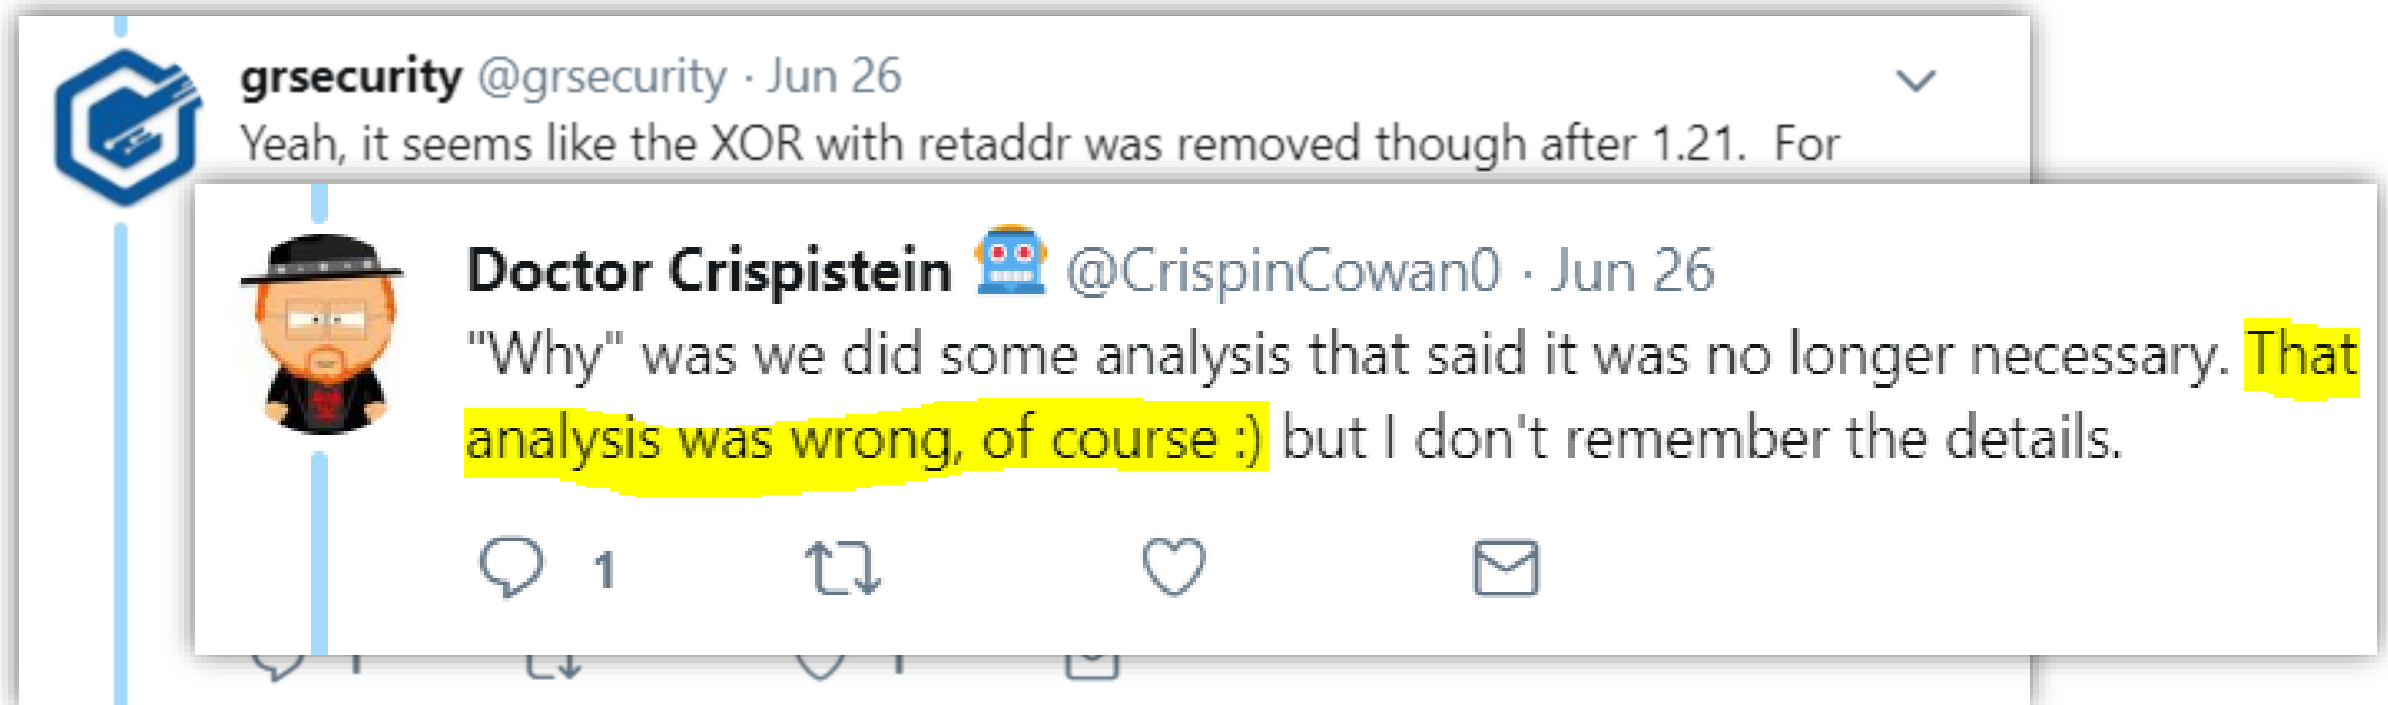 grsecurity @grsecurity · Jun 26
Yeah, it seems like the XOR with retaddr was removed though after 1.21.  For
Doctor Crispistein @CrispinCowan0 · Jun 26
"Why" was we did some analysis that said it was no longer necessary. That
analysis was wrong, of course :) but I don't remember the details.
1